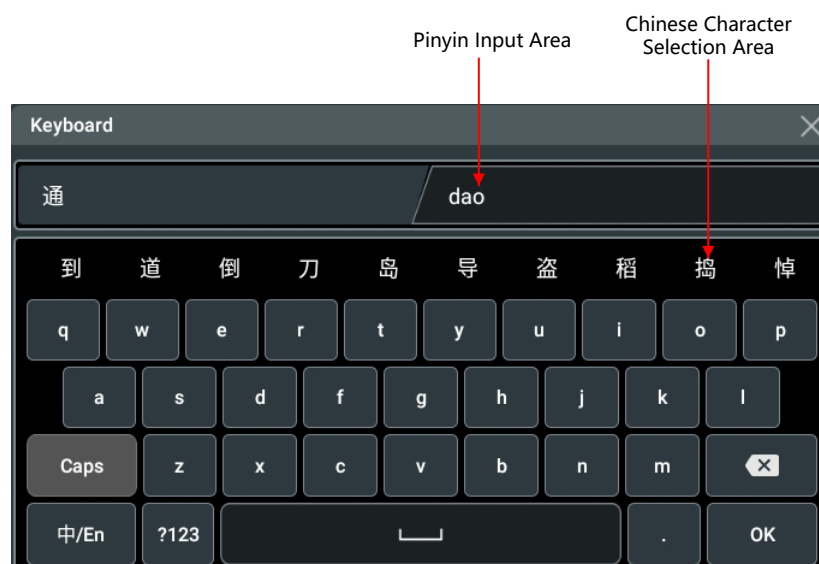 Pinyin Input Area
Chinese Character
Selection Area
Keyboard
通
dao
到 道 倒 刀 岛 导 盗 稻 捣 悼
q w e r t y u i o p
a s d f g h j k l
Caps z x c v b n m
中/En ?123 . OK